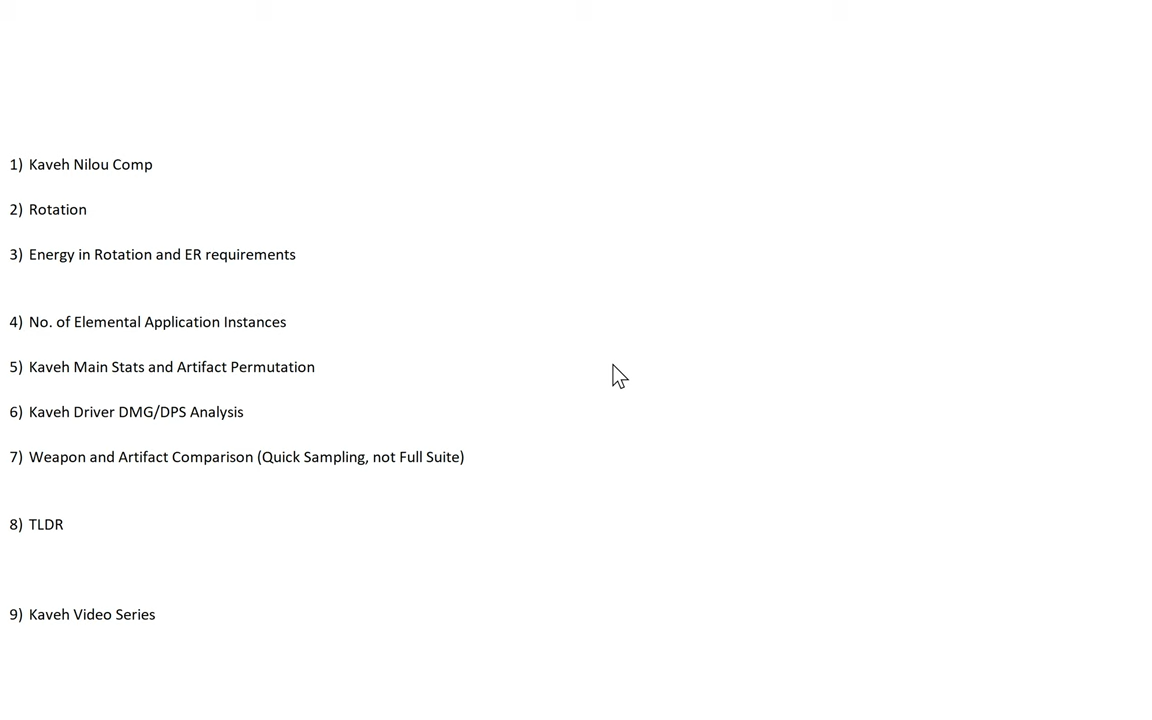 1) Kaveh Nilou Comp
2) Rotation
3) Energy in Rotation and ER requirements
4) No. of Elemental Application Instances
5) Kaveh Main Stats and Artifact Permutation
6) Kaveh Driver DMG/DPS Analysis
7) Weapon and Artifact Comparison (Quick Sampling, not Full Suite)
8) TLDR
9) Kaveh Video Series